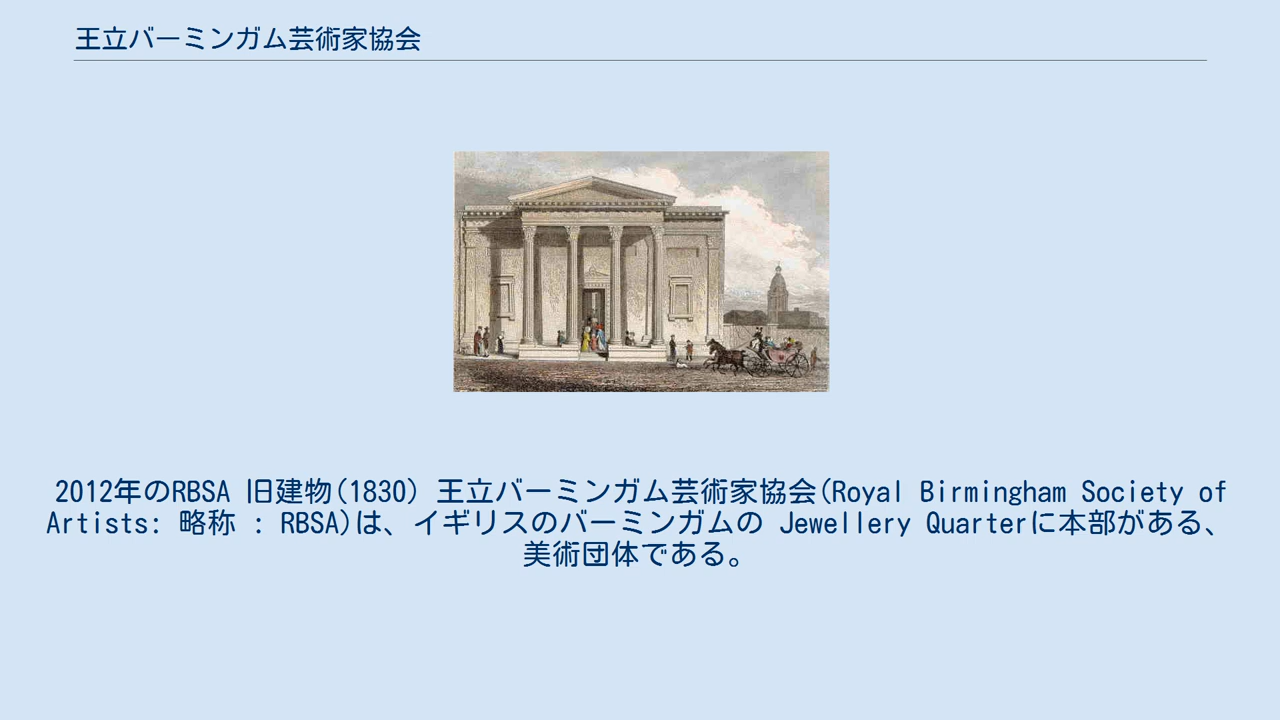 王立バーミンガム芸術家協会
2012年のRBSA 旧建物(1830) 王立バーミンガム芸術家協会(Royal Birmingham Society of
Artists: 略称 : RBSA)は、イギリスのバーミンガムの Jewellery Quarterに本部がある、
美術団体である。